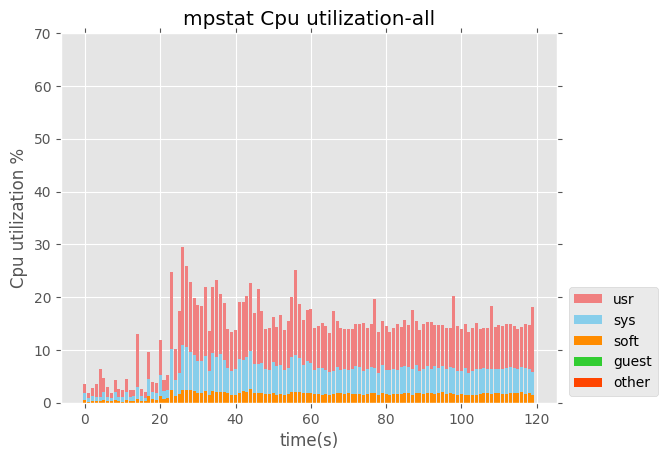 mpstat Cpu utilization-all
70
60
50
40
30
20
10
0
Cpu utilization %
0 20 40 60 80 100 120
time(s)
usr
sys
soft
guest
other